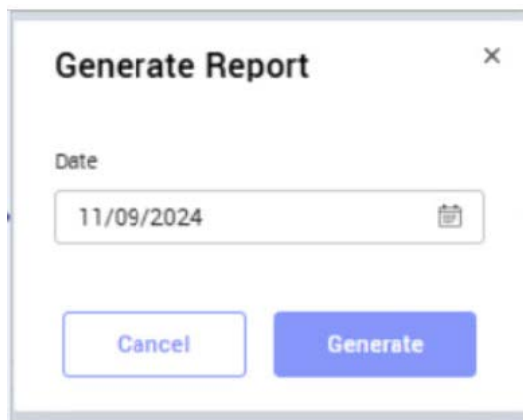 Generate Report
Date
11/09/2024
Cancel
Generate